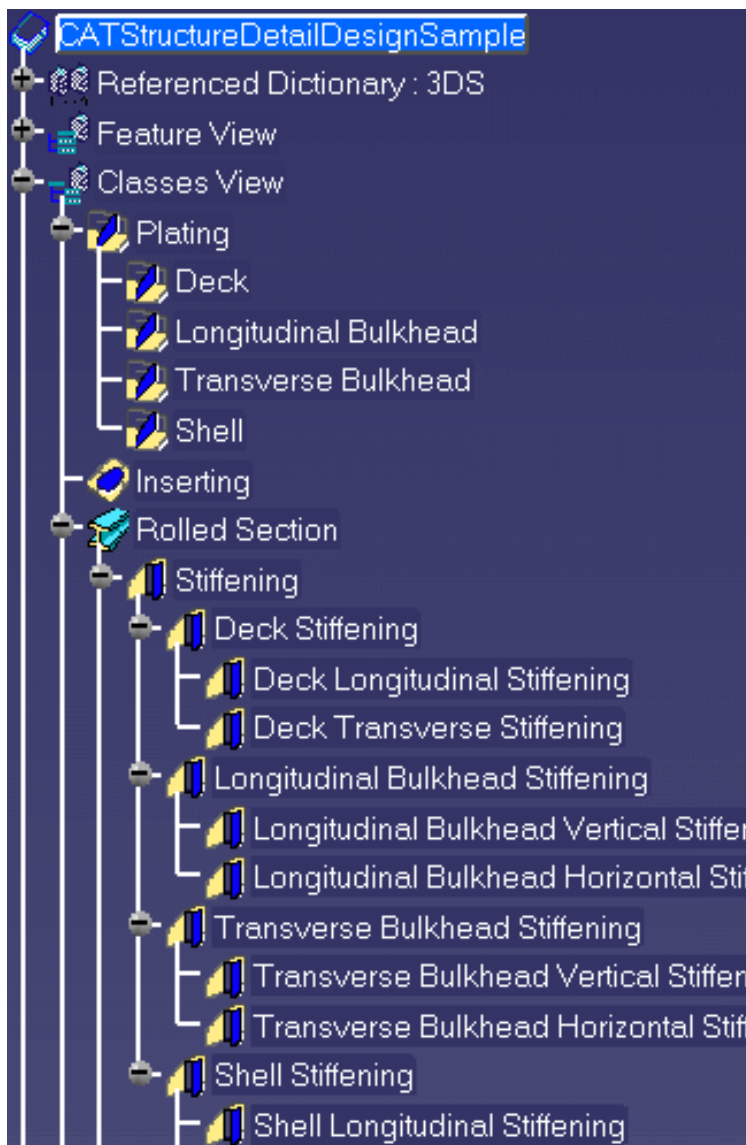 CATStructureDetailDesignSample
Referenced Dictionary : 3DS
Feature View
Classes View
Plating
Deck
Longitudinal Bulkhead
Transverse Bulkhead
Shell
Inserting
Rolled Section
Stiffening
Deck Stiffening
Deck Longitudinal Stiffening
Deck Transverse Stiffening
Longitudinal Bulkhead Stiffening
Longitudinal Bulkhead Vertical Stiffe
Longitudinal Bulkhead Horizontal Sti
Transverse Bulkhead Stiffening
Transverse Bulkhead Vertical Stiffen
Transverse Bulkhead Horizontal Stif
Shell Stiffening
Shell Longitudinal Stiffening